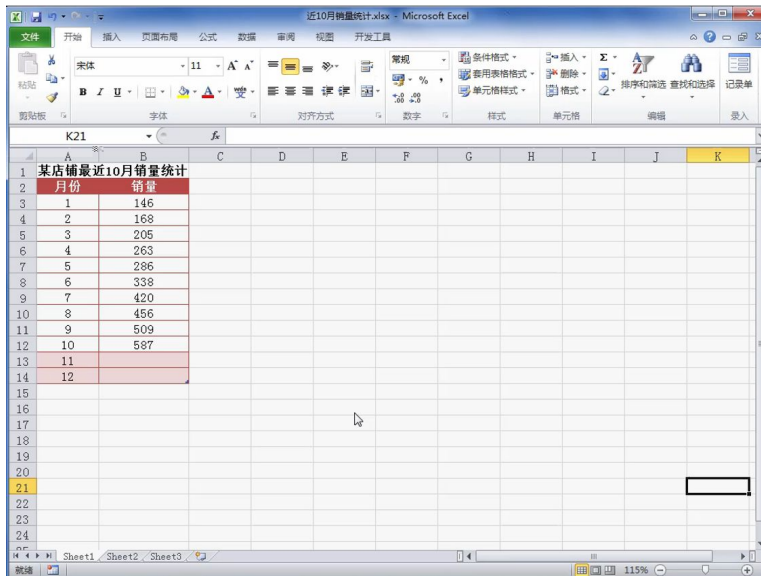 近10月销量统计.xlsx - Microsoft Excel
文件 开始 插入 页面布局 公式 数据 审阅 视图 开发工具
宋体 11 A A 常规 条件格式 插入 Σ
粘贴 B I U A 變 % , 套用表格格式 删除 排序和筛选 查找和选择 记录单
单元格样式 格式
剪贴板 字体 对齐方式 数字 样式 单元格 编辑 录入
K21 fx
A B C D E F G H I J K
1 某店铺最近10月销量统计
2 月份 销量
3 1 146
4 2 168
5 3 205
6 4 263
7 5 286
8 6 338
9 7 420
10 8 456
11 9 509
12 10 587
13 11
14 12
15
16
17
18
19
20
21
22
23
24
25
Sheet1 Sheet2 Sheet3
就绪 115%